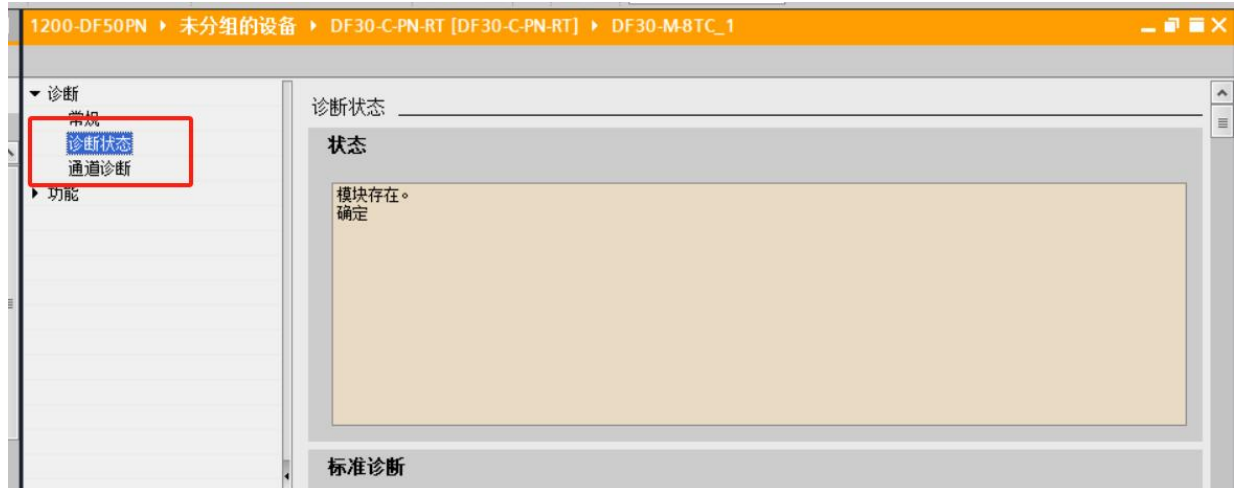 1200-DF50PN ▸ 未分组的设备 ▸ DF30-C-PN-RT [DF30-C-PN-RT] ▸ DF30-M-8TC_1
诊断
常规
诊断状态
通道诊断
功能
诊断状态
状态
模块存在。
确定
标准诊断